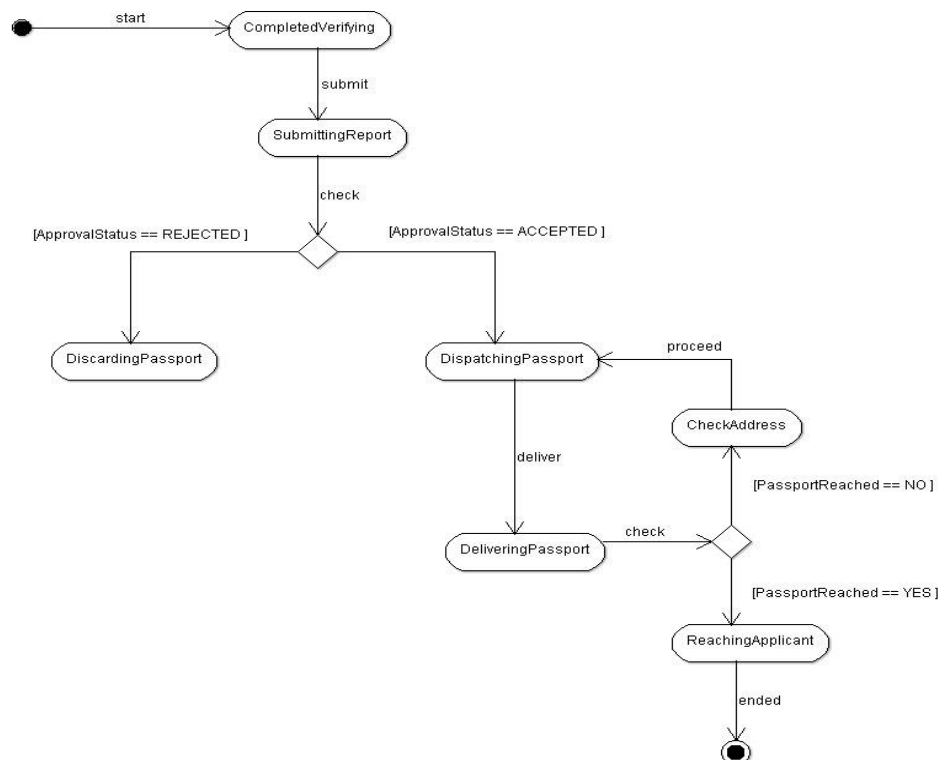 start
CompletedVerifying
submit
SubmittingReport
check
[ApprovalStatus == REJECTED ]
[ApprovalStatus == ACCEPTED ]
DiscardingPassport
DispatchingPassport
proceed
CheckAddress
deliver
[PassportReached == NO ]
DeliveringPassport
check
[PassportReached == YES ]
ReachingApplicant
ended